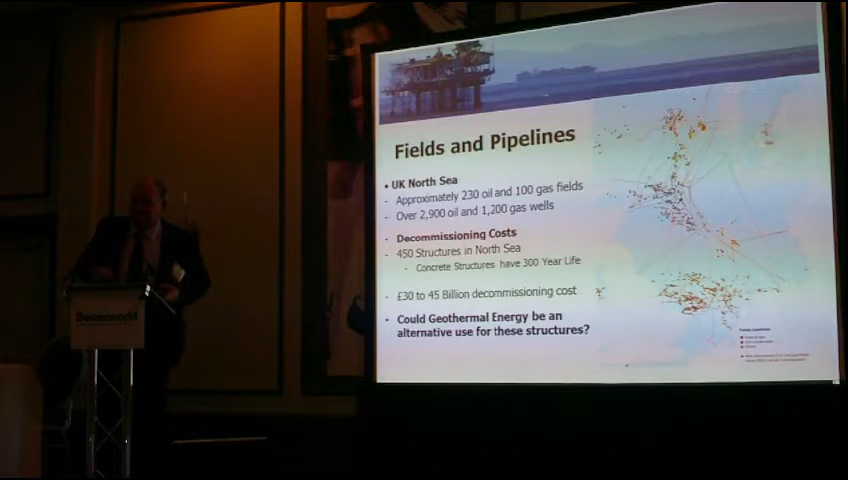 Fields and Pipelines
• UK North Sea
- Approximately 230 oil and 100 gas fields
- Over 2,900 oil and 1,200 gas wells
- Decommissioning Costs
- 450 Structures in North Sea
- Concrete Structures have 300 Year Life
- £30 to 45 Billion decommissioning cost
• Could Geothermal Energy be an
alternative use for these structures?